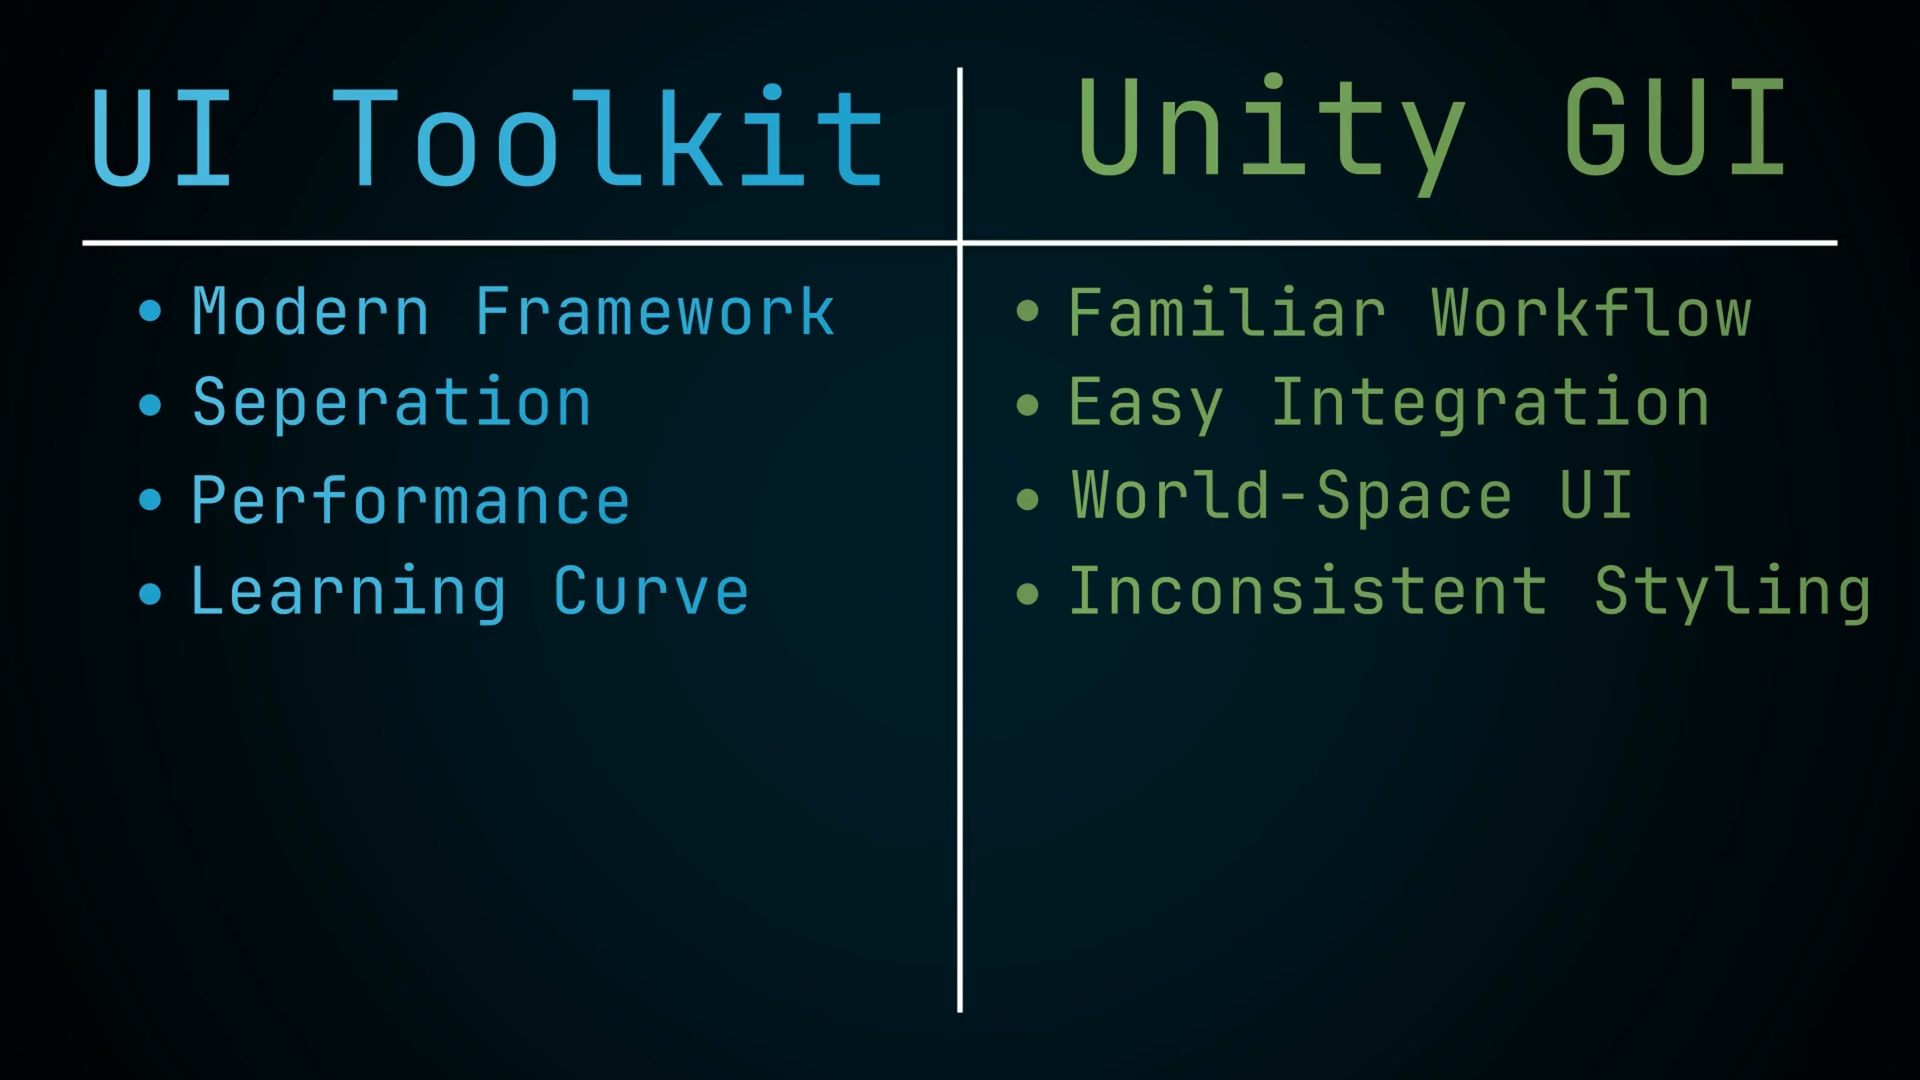 UI Toolkit
Modern Framework
Seperation
Performance
Learning Curve
Unity GUI
Familiar Workflow
Easy Integration
World-Space UI
Inconsistent Styling